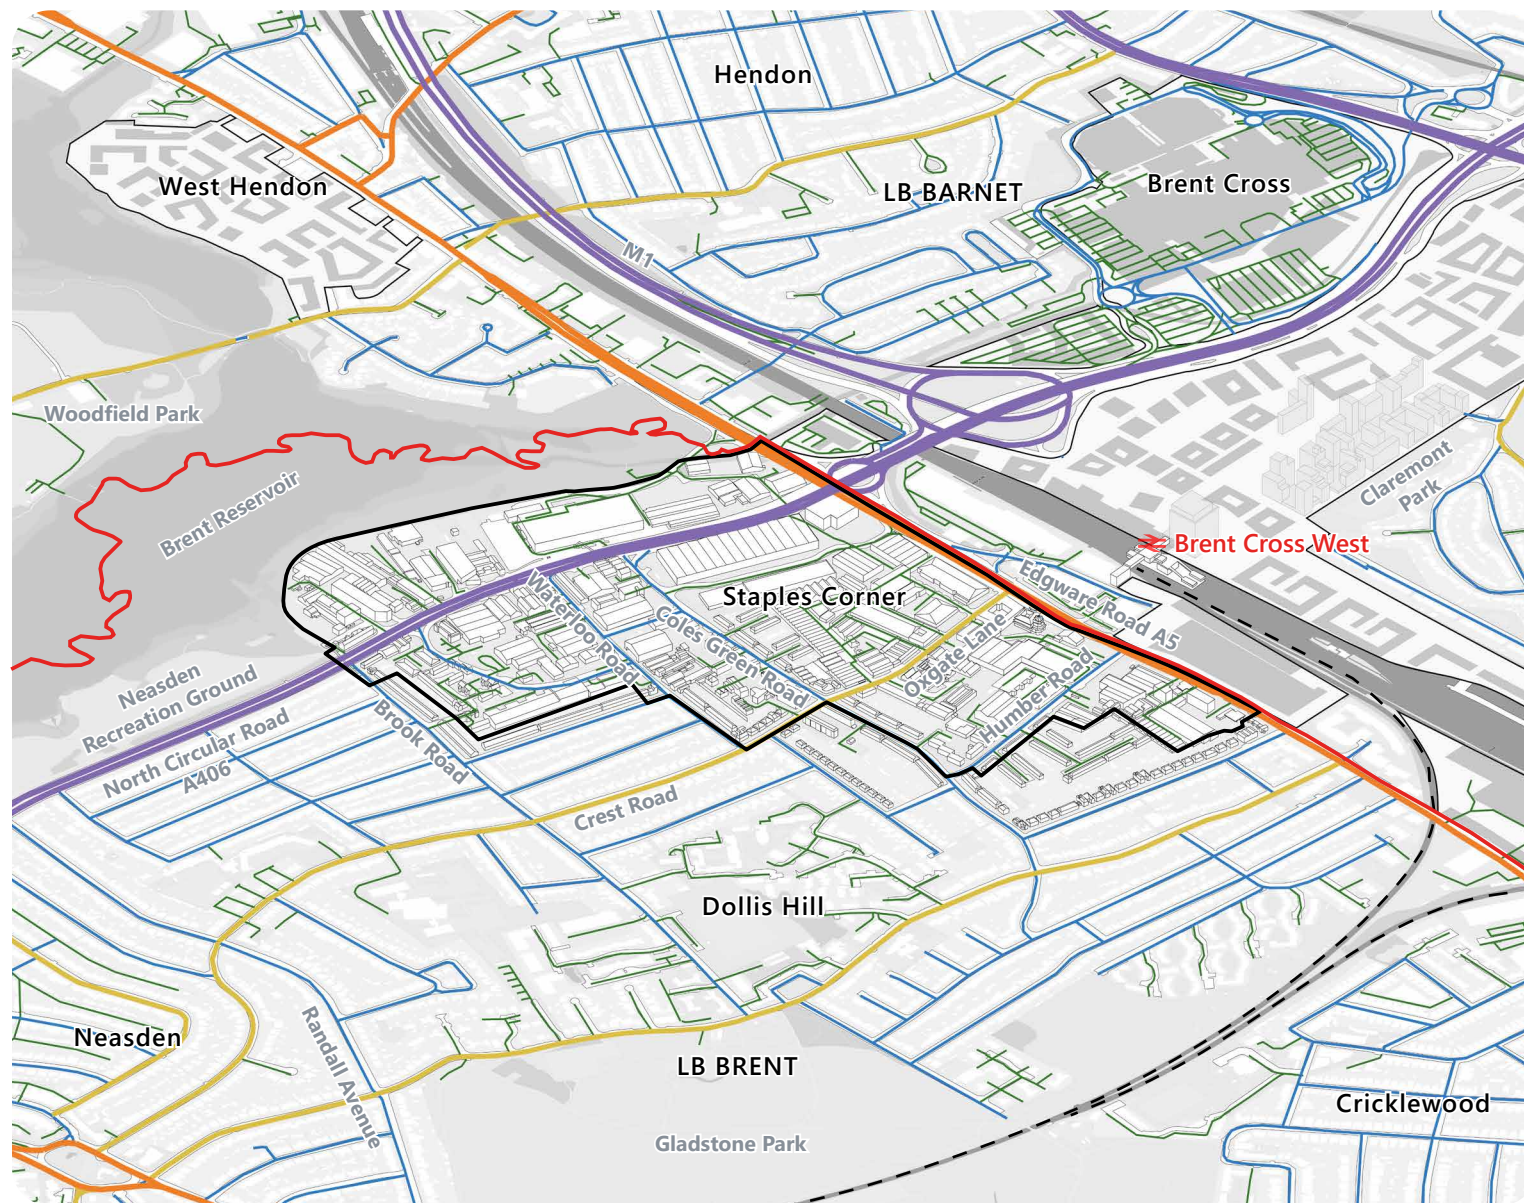 Hendon
West Hendon
LB BARNET
Brent Cross
M1
Woodfield Park
Brent Reservoir
Claremont
Park
Brent Cross West
Staples Corner
Edgware Road A5
Waterloo Road
Coles Green Road
Oxgate Lane
Humber Road
Neasden
Recreation Ground
North Circular Road
A406
Brook Road
Crest Road
Dollis Hill
Neasden
Randall Avenue
LB BRENT
Cricklewood
Gladstone Park